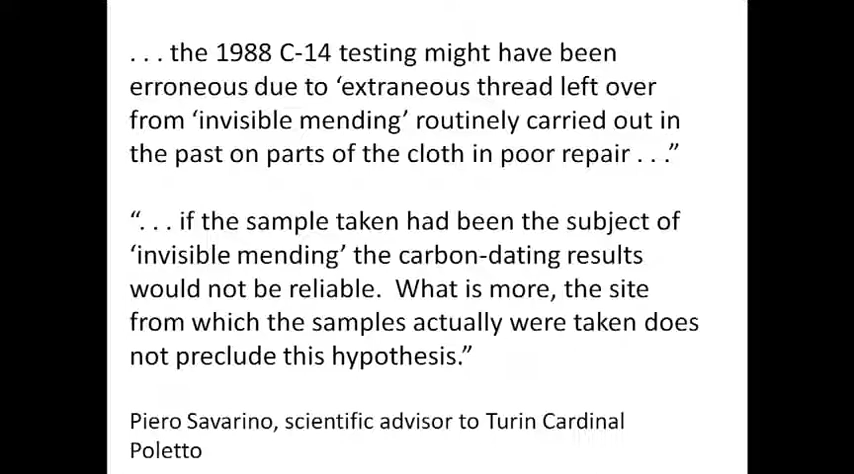 . . . the 1988 C-14 testing might have been
erroneous due to ‘extraneous thread left over
from ‘invisible mending’ routinely carried out in
the past on parts of the cloth in poor repair . . .”
“. . . if the sample taken had been the subject of
‘invisible mending’ the carbon-dating results
would not be reliable.  What is more, the site
from which the samples actually were taken does
not preclude this hypothesis.”
Piero Savarino, scientific advisor to Turin Cardinal
Poletto